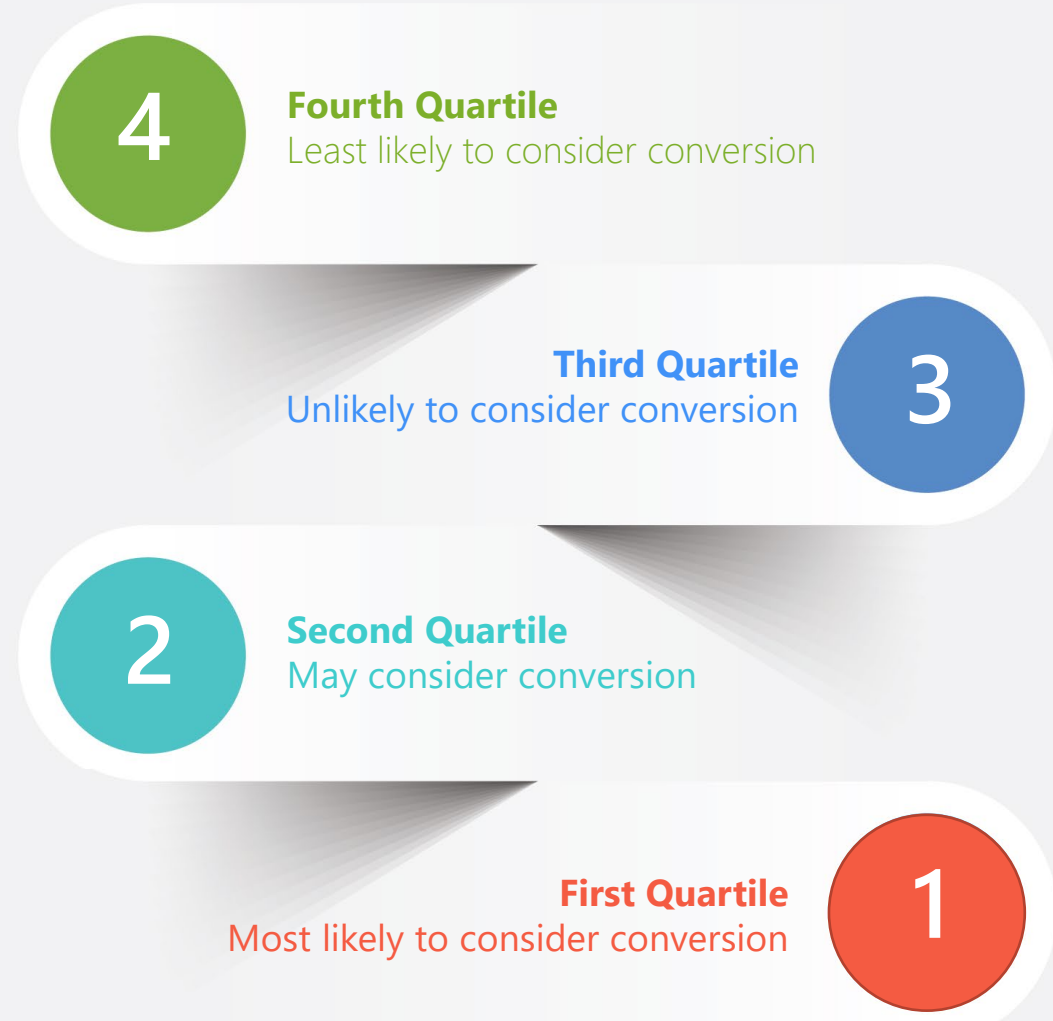 4
Fourth Quartile
Least likely to consider conversion
Third Quartile
Unlikely to consider conversion
3
2
Second Quartile
May consider conversion
First Quartile
Most likely to consider conversion
1